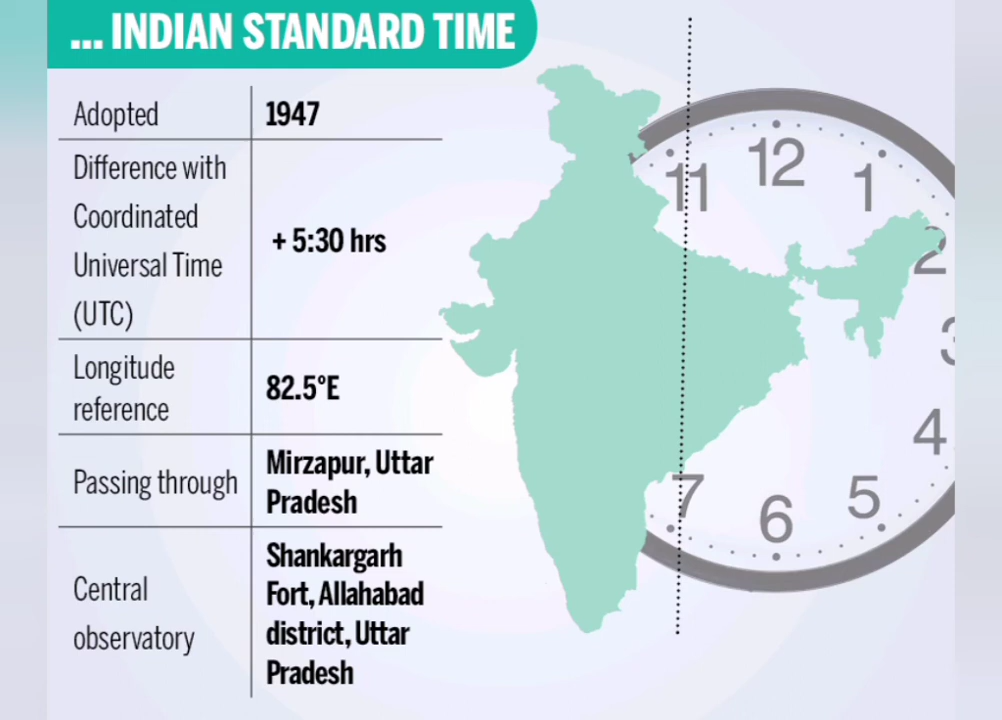 ... INDIAN STANDARD TIME
Adopted
1947
Difference with
Coordinated
Universal Time
(UTC)
+ 5:30 hrs
Longitude
reference
82.5°E
Passing through
Mirzapur, Uttar
Pradesh
Central
observatory
Shankargarh
Fort, Allahabad
district, Uttar
Pradesh
12
11
1
2
3
4
5
6
7